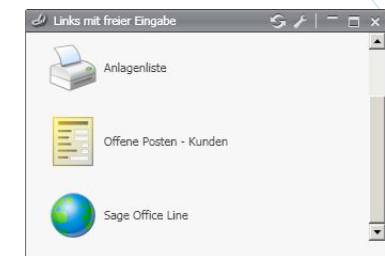 Links mit freier Eingabe
Anlagenliste
Offene Posten - Kunden
Sage Office Line